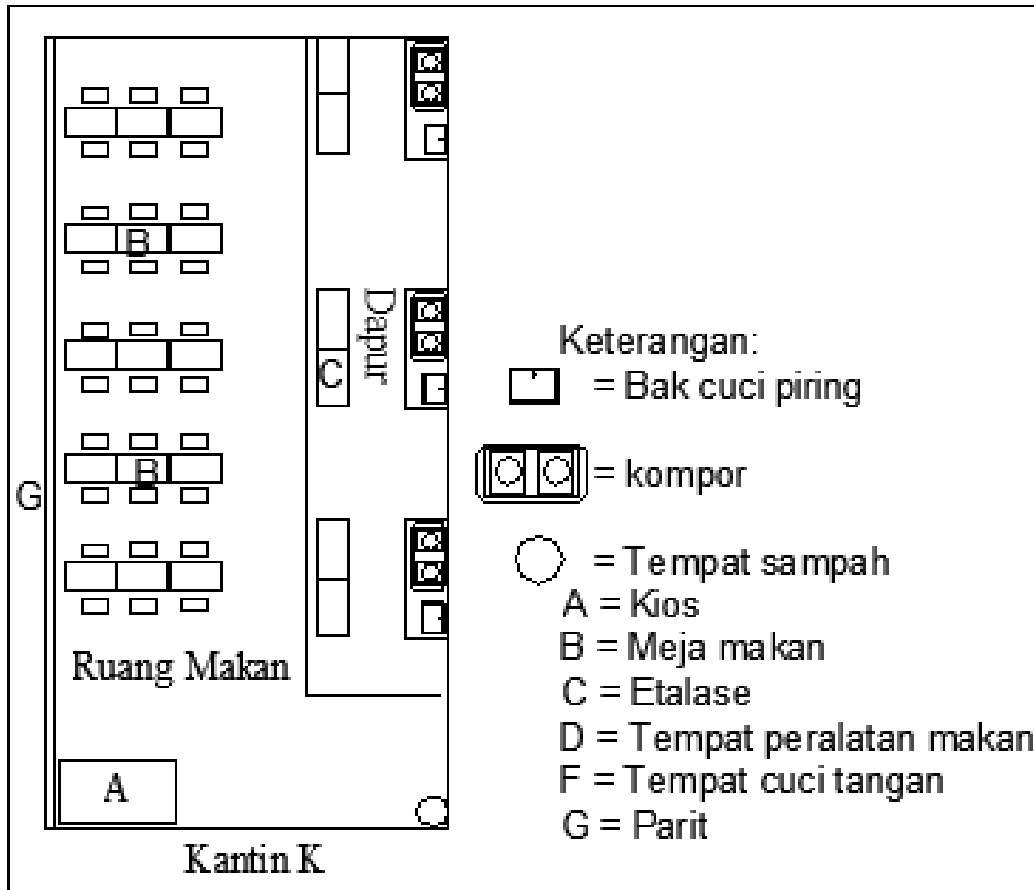 B
Dapur
C
B
G
Ruang Makan
A
Kantin K
Keterangan:
= Bak cuci piring
= kompor
= Tempat sampah
A = Kios
B = Meja makan
C = Etalase
D = Tempat peralatan makan
F = Tempat cuci tangan
G = Parit